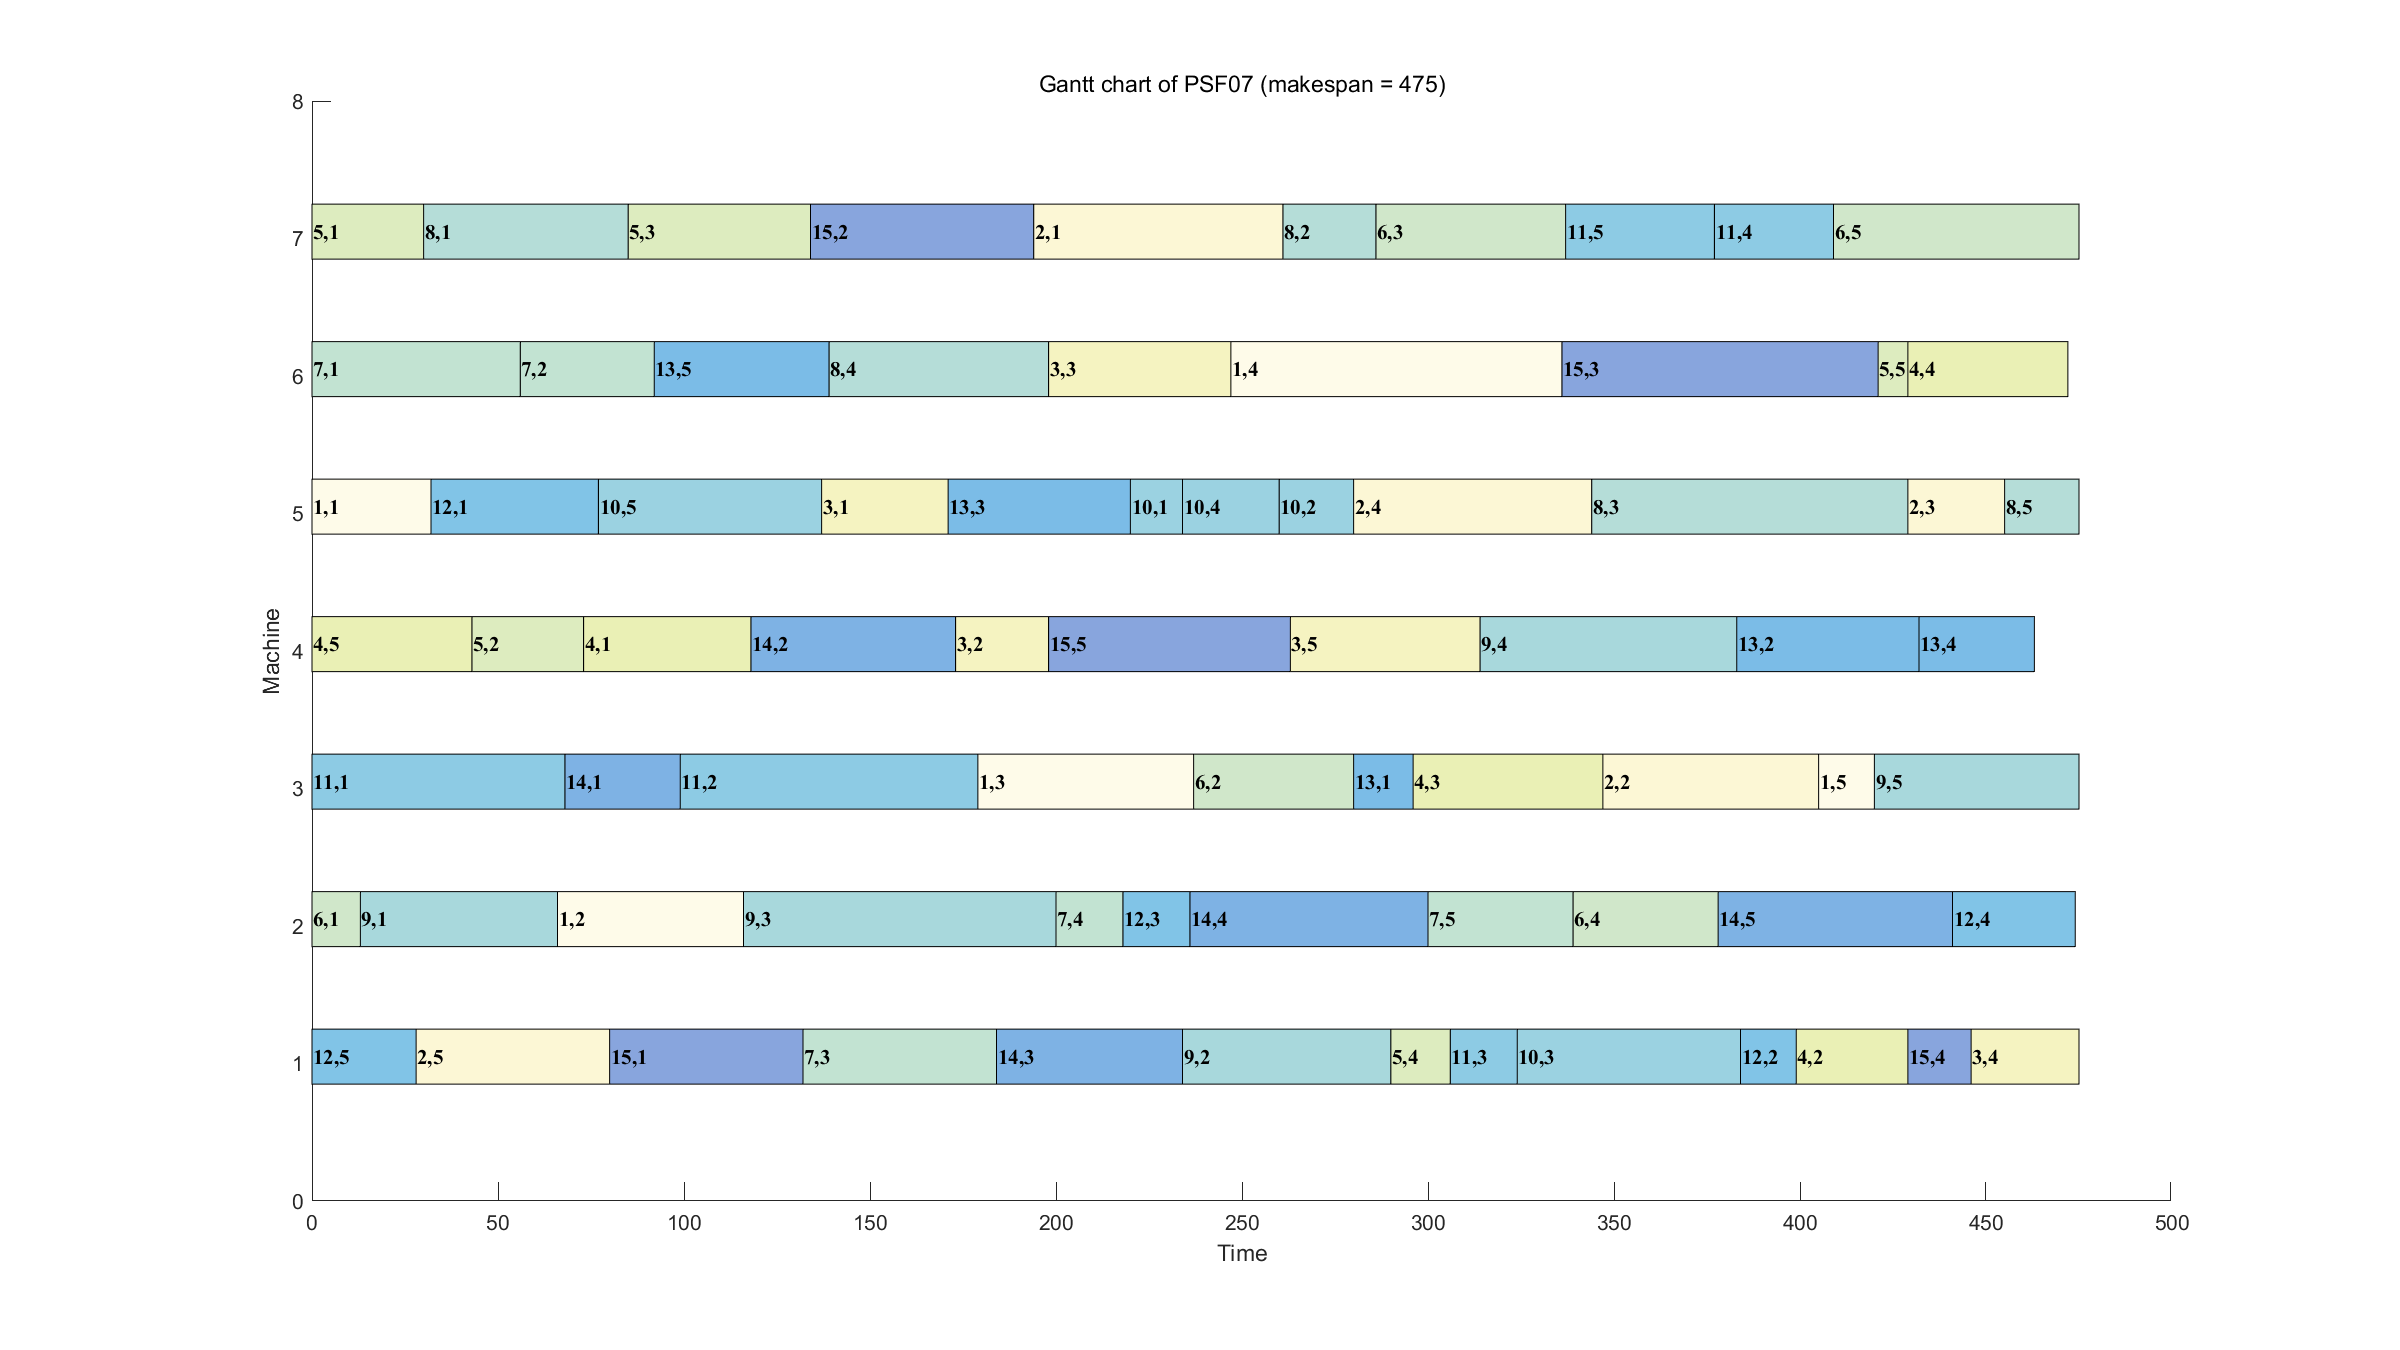 Gantt chart of PSF07 (makespan = 475)
8
7
5,1 8,1 5,3 15,2 2,1 8,2 6,3 11,5 11,4 6,5
6
7,1 7,2 13,5 8,4 3,3 1,4 15,3 5,5 4,4
5
1,1 12,1 10,5 3,1 13,3 10,1 10,4 10,2 2,4 8,3 2,3 8,5
Machine
4
4,5 5,2 4,1 14,2 3,2 15,5 3,5 9,4 13,2 13,4
3
11,1 14,1 11,2 1,3 6,2 13,1 4,3 2,2 1,5 9,5
2
6,1 9,1 1,2 9,3 7,4 12,3 14,4 7,5 6,4 14,5 12,4
1
12,5 2,5 15,1 7,3 14,3 9,2 5,4 11,3 10,3 12,2 4,2 15,4 3,4
0
0 50 100 150 200 250 300 350 400 450 500
Time